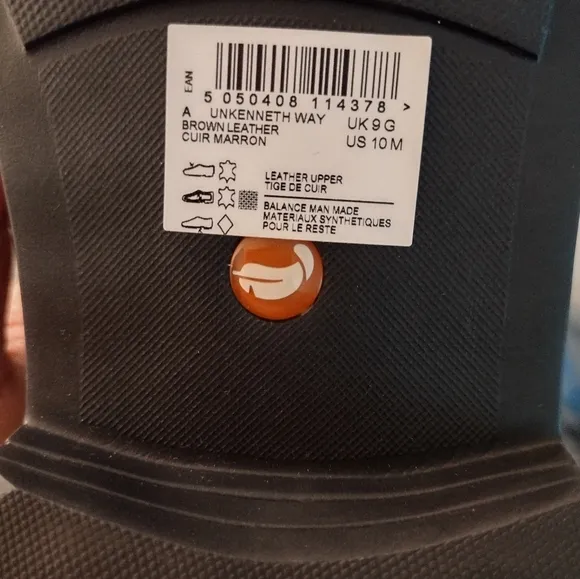 EAN
5 050408 114378 >
A UNKENNETH WAY UK 9 G
BROWN LEATHER US 10 M
CUIR MARRON
LEATHER UPPER
TIGE DE CUIR
BALANCE MAN MADE
MATERIAUX SYNTHETIQUES
POUR LE RESTE